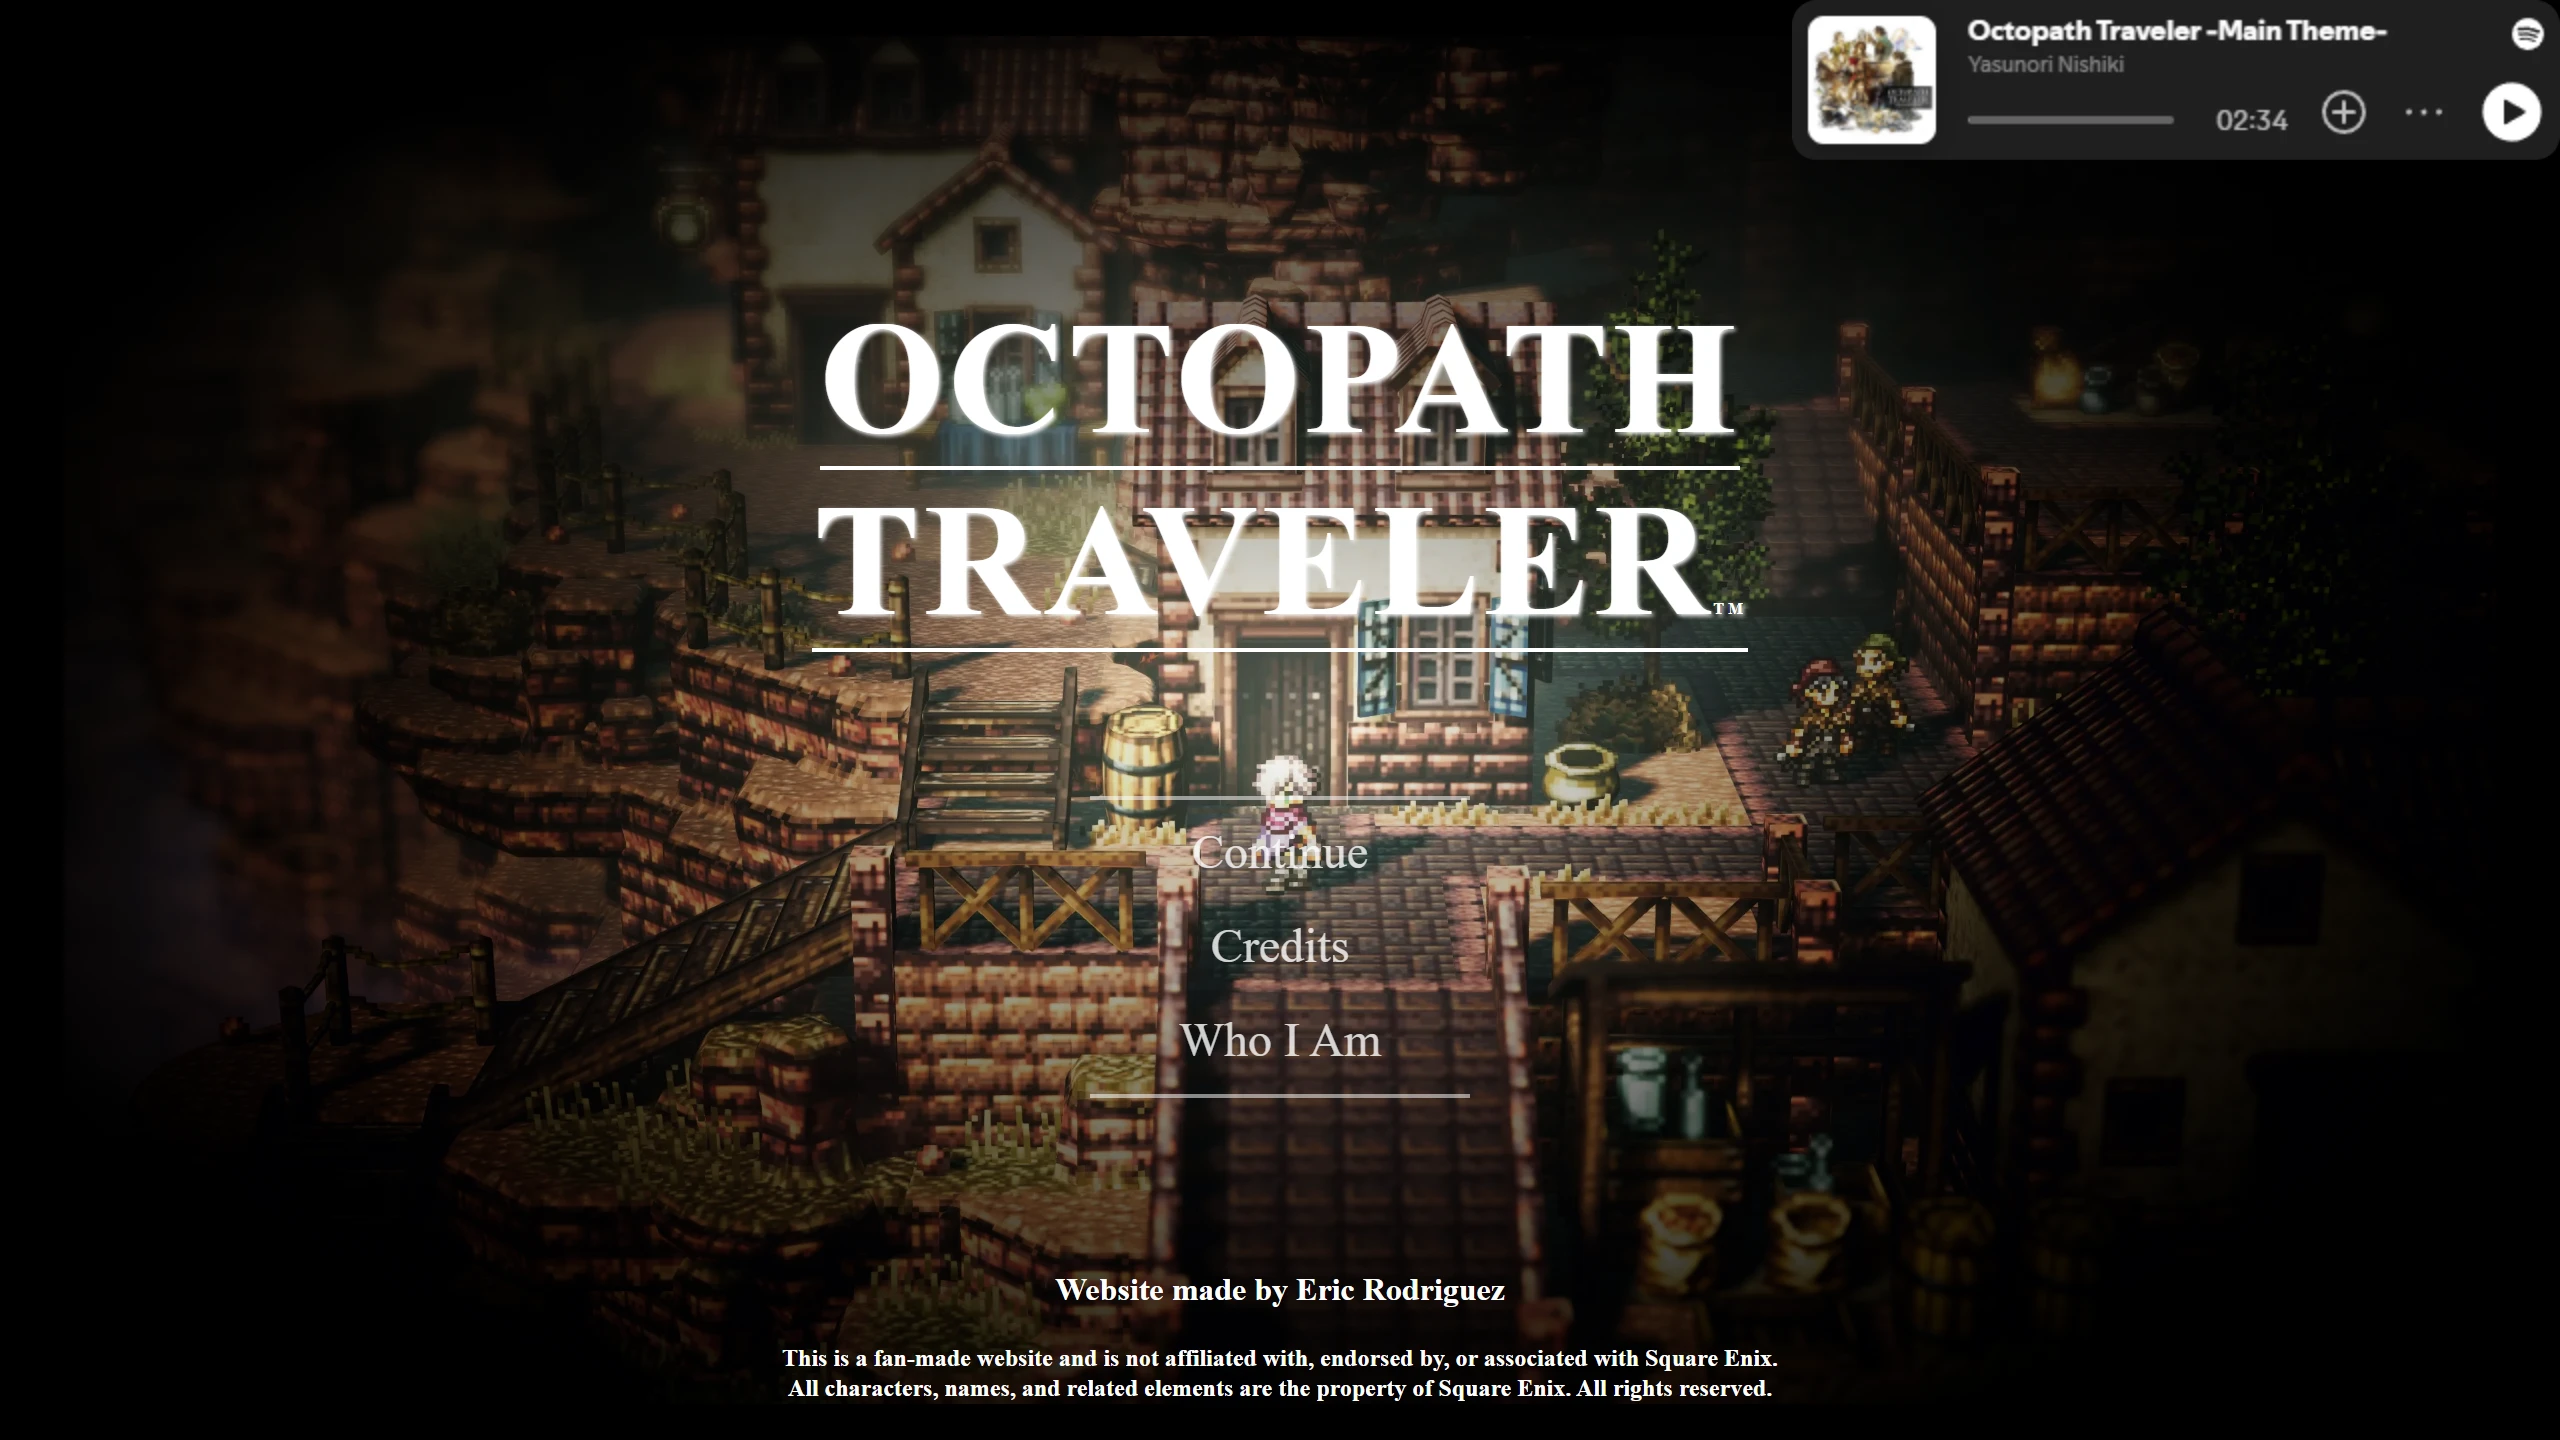 Octopath Traveler -Main Theme-
Yasunori Nishiki
02:34
OCTOPATH
TRAVELER™
Continue
Credits
Who I Am
Website made by Eric Rodriguez
This is a fan-made website and is not affiliated with, endorsed by, or associated with Square Enix.
All characters, names, and related elements are the property of Square Enix. All rights reserved.